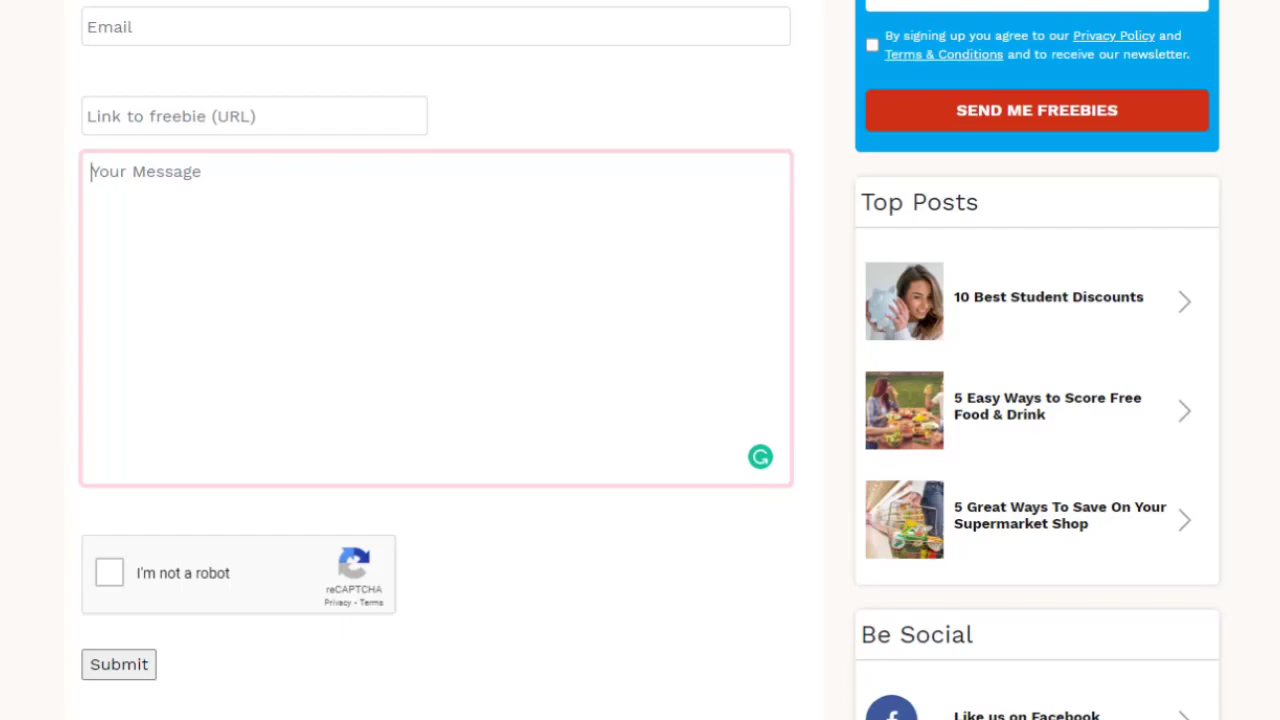 Email
Link to freebie (URL)
Your Message
I'm not a robot
reCAPTCHA
Privacy - Terms
Submit
By signing up you agree to our Privacy Policy and
Terms & Conditions and to receive our newsletter.
SEND ME FREEBIES
Top Posts
10 Best Student Discounts
5 Easy Ways to Score Free
Food & Drink
5 Great Ways To Save On Your
Supermarket Shop
Be Social
Like us on Facebook